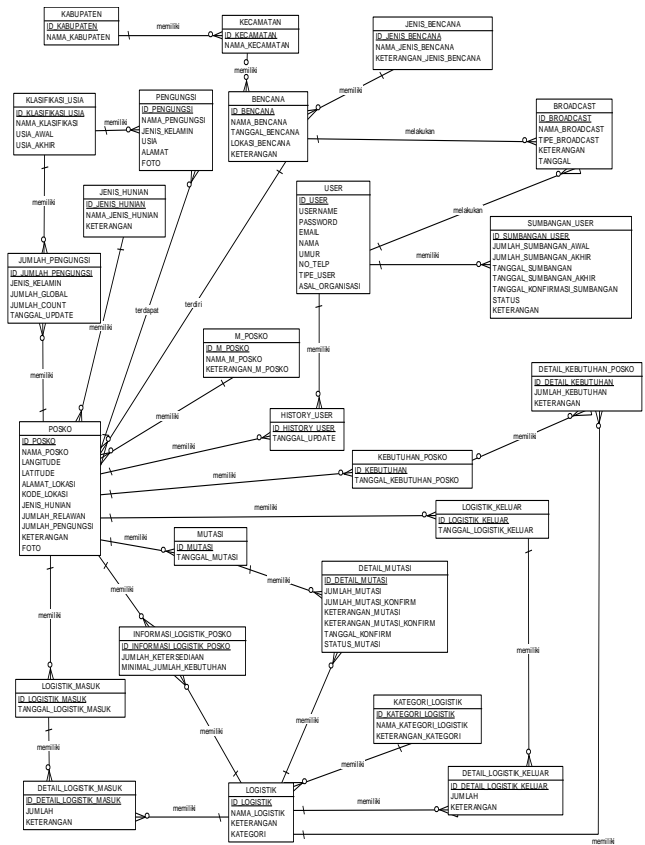 KABUPATEN
ID_KABUPATEN
NAMA_KABUPATEN
memiliki
KECAMATAN
ID_KECAMATAN
NAMA_KECAMATAN
memiliki
JENIS_BENCANA
ID_JENIS_BENCANA
NAMA_JENIS_BENCANA
KETERANGAN_JENIS_BENCANA
memiliki
KLASIFIKASI_USIA
ID_KLASIFIKASI_USIA
NAMA_KLASIFIKASI
USIA_AWAL
USIA_AKHIR
memiliki
PENGUNGSI
ID_PENGUNGSI
NAMA_PENGUNGSI
JENIS_KELAMIN
USIA
ALAMAT
FOTO
BENCANA
ID_BENCANA
NAMA_BENCANA
TANGGAL_BENCANA
LOKASI_BENCANA
KETERANGAN
melakukan
BROADCAST
ID_BROADCAST
NAMA_BROADCAST
TIPE_BROADCAST
KETERANGAN
TANGGAL
memiliki
JENIS_HUNIAN
ID_JENIS_HUNIAN
NAMA_JENIS_HUNIAN
KETERANGAN
USER
ID_USER
USERNAME
PASSWORD
EMAIL
NAMA
UMUR
NO_TELP
TIPE_USER
ASAL_ORGANISASI
melakukan
memiliki
SUMBANGAN_USER
ID_SUMBANGAN_USER
JUMLAH_SUMBANGAN_AWAL
JUMLAH_SUMBANGAN_AKHIR
TANGGAL_SUMBANGAN
TANGGAL_SUMBANGAN_AKHIR
TANGGAL_KONFIRMASI_SUMBANGAN
STATUS
KETERANGAN
JUMLAH_PENGUNGSI
ID_JUMLAH_PENGUNGSI
JENIS_KELAMIN
JUMLAH_GLOBAL
JUMLAH_COUNT
TANGGAL_UPDATE
memiliki
terdapat
terdiri
M_POSKO
ID_M_POSKO
NAMA_M_POSKO
KETERANGAN_M_POSKO
memiliki
memiliki
memiliki
HISTORY_USER
ID_HISTORY_USER
TANGGAL_UPDATE
DETAIL_KEBUTUHAN_POSKO
ID_DETAIL_KEBUTUHAN
JUMLAH_KEBUTUHAN
KETERANGAN
POSKO
ID_POSKO
NAMA_POSKO
LANGITUDE
LATITUDE
ALAMAT_LOKASI
KODE_LOKASI
JENIS_HUNIAN
JUMLAH_RELAWAN
JUMLAH_PENGUNGSI
KETERANGAN
FOTO
memiliki
memiliki
KEBUTUHAN_POSKO
ID_KEBUTUHAN
TANGGAL_KEBUTUHAN_POSKO
memiliki
memiliki
LOGISTIK_KELUAR
ID_LOGISTIK_KELUAR
TANGGAL_LOGISTIK_KELUAR
memiliki
MUTASI
ID_MUTASI
TANGGAL_MUTASI
memiliki
DETAIL_MUTASI
ID_DETAIL_MUTASI
JUMLAH_MUTASI
JUMLAH_MUTASI_KONFIRM
KETERANGAN_MUTASI
KETERANGAN_MUTASI_KONFIRM
TANGGAL_KONFIRM
STATUS_MUTASI
memiliki
memiliki
memiliki
INFORMASI_LOGISTIK_POSKO
ID_INFORMASI_LOGISTIK_POSKO
JUMLAH_KETERSEDIAAN
MINIMAL_JUMLAH_KEBUTUHAN
LOGISTIK_MASUK
ID_LOGISTIK_MASUK
TANGGAL_LOGISTIK_MASUK
memiliki
memiliki
KATEGORI_LOGISTIK
ID_KATEGORI_LOGISTIK
NAMA_KATEGORI_LOGISTIK
KETERANGAN_KATEGORI
memiliki
memiliki
DETAIL_LOGISTIK_MASUK
ID_DETAIL_LOGISTIK_MASUK
JUMLAH
KETERANGAN
memiliki
LOGISTIK
ID_LOGISTIK
NAMA_LOGISTIK
KETERANGAN
KATEGORI
memiliki
DETAIL_LOGISTIK_KELUAR
ID_DETAIL_LOGISTIK_KELUAR
JUMLAH
KETERANGAN
memiliki